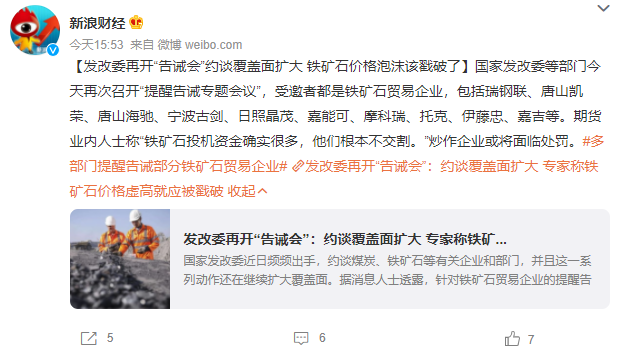 新浪财经
今天15:53 来自 微博 weibo.com
【发改委再开“告诫会”约谈覆盖面扩大 铁矿石价格泡沫该戳破了】国家发改委等部门今
天再次召开“提醒告诫专题会议”，受邀者都是铁矿石贸易企业，包括瑞钢联、唐山凯
荣、唐山海驰、宁波古剑、日照晶茂、嘉能可、摩科瑞、托克、伊藤忠、嘉吉等。期货
业内人士称“铁矿石投机资金确实很多，他们根本不交割。”炒作企业或将面临处罚。#多
部门提醒告诫部分铁矿石贸易企业# 发改委再开“告诫会”：约谈覆盖面扩大 专家称铁
矿石价格虚高就应被戳破 收起
发改委再开“告诫会”：约谈覆盖面扩大 专家称铁矿...
国家发改委近日频频出手，约谈煤炭、铁矿石等有关企业和部门，并且这一系
列动作还在继续扩大覆盖面。据消息人士透露，针对铁矿石贸易企业的提醒告
5
6
7